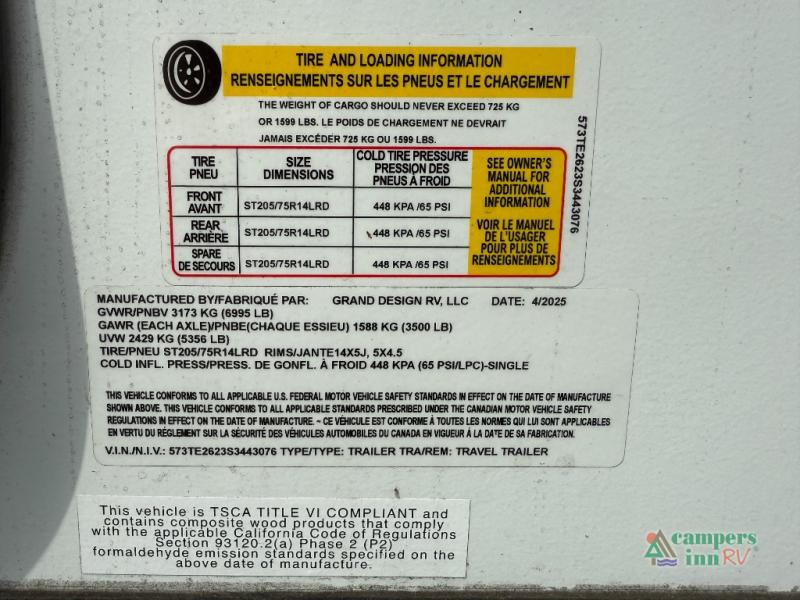 TIRE AND LOADING INFORMATION
RENSEIGNEMENTS SUR LES PNEUS ET LE CHARGEMENT
THE WEIGHT OF CARGO SHOULD NEVER EXCEED 725 KG
OR 1599 LBS. LE POIDS DE CHARGEMENT NE DEVRAIT
JAMAIS EXCÉDER 725 KG OU 1599 LBS.
TIRE
PNEU
SIZE
DIMENSIONS
COLD TIRE PRESSURE
PRESSION DES
PNEUS À FROID
FRONT
AVANT
ST205/75R14LRD
448 KPA /65 PSI
REAR
ARRIÈRE
ST205/75R14LRD
448 KPA /65 PSI
SPARE
DE SECOURS
ST205/75R14LRD
448 KPA /65 PSI
SEE OWNER'S
MANUAL FOR
ADDITIONAL
INFORMATION
VOIR LE MANUEL
DE L'USAGER
POUR PLUS DE
RENSEIGNEMENTS
573TE2623S3443076
MANUFACTURED BY/FABRIQUÉ PAR: GRAND DESIGN RV, LLC DATE: 4/2025
GVWR/PNBV 3173 KG (6995 LB)
GAWR (EACH AXLE)/PNBE(CHAQUE ESSIEU) 1588 KG (3500 LB)
UVW 2429 KG (5356 LB)
TIRE/PNEU ST205/75R14LRD RIMS/JANTE14X5J, 5X4.5
COLD INFL. PRESS/PRESS. DE GONFL. À FROID 448 KPA (65 PSI/LPC)-SINGLE
THIS VEHICLE CONFORMS TO ALL APPLICABLE U.S. FEDERAL MOTOR VEHICLE SAFETY STANDARDS IN EFFECT ON THE DATE OF MANUFACTURE
SHOWN ABOVE. THIS VEHICLE CONFORMS TO ALL APPLICABLE STANDARDS PRESCRIBED UNDER THE CANADIAN MOTOR VEHICLE SAFETY
REGULATIONS IN EFFECT ON THE DATE OF MANUFACTURE. ~ CE VÉHICULE EST CONFORME À TOUTES LES NORMES QUI LUI SONT APPLICABLES
EN VERTU DU RÉGLEMENT SUR LA SÉCURITÉ DES VÉHICULES AUTOMOBILES DU CANADA EN VIGUEUR À LA DATE DE SA FABRICATION.
V.I.N./N.I.V.: 573TE2623S3443076 TYPE/TYPE: TRAILER TRA/REM: TRAVEL TRAILER
This vehicle is TSCA TITLE VI COMPLIANT and
contains composite wood products that comply
with the applicable California Code of Regulations
Section 93120.2(a) Phase 2 (P2)
formaldehyde emission standards specified on the
above date of manufacture.
campers
inn RV